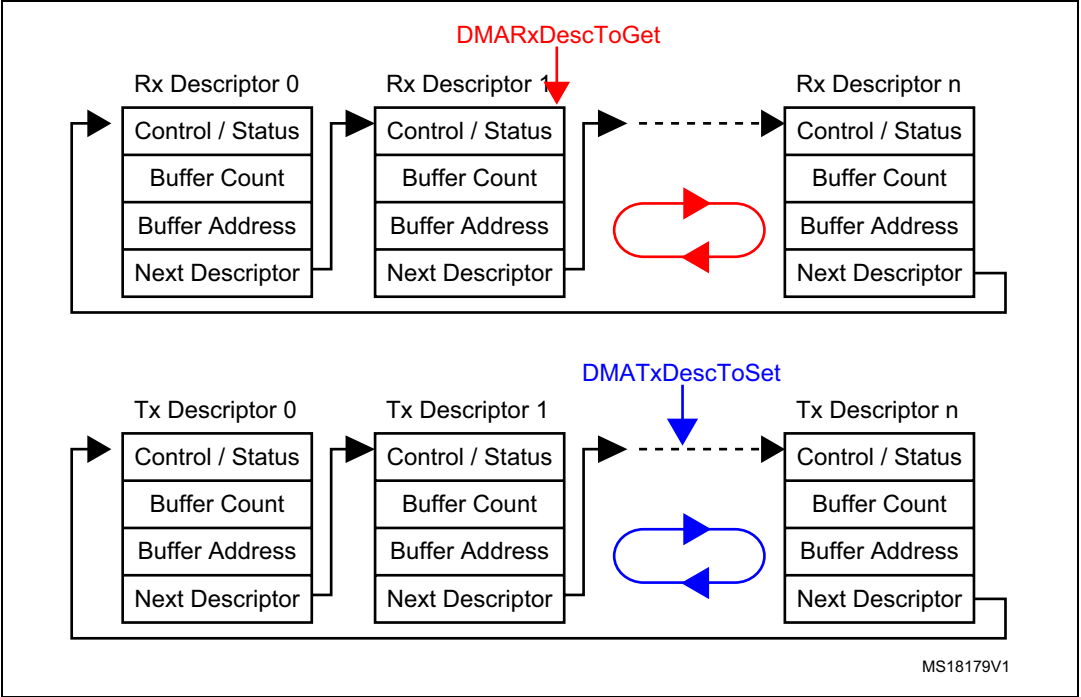 DMARxDescToGet
Rx Descriptor 0
Rx Descriptor 1
Rx Descriptor n
Control / Status
Control / Status
Control / Status
Buffer Count
Buffer Count
Buffer Count
Buffer Address
Buffer Address
Buffer Address
Next Descriptor
Next Descriptor
Next Descriptor
DMATxDescToSet
Tx Descriptor 0
Tx Descriptor 1
Tx Descriptor n
Control / Status
Control / Status
Control / Status
Buffer Count
Buffer Count
Buffer Count
Buffer Address
Buffer Address
Buffer Address
Next Descriptor
Next Descriptor
Next Descriptor
MS18179V1